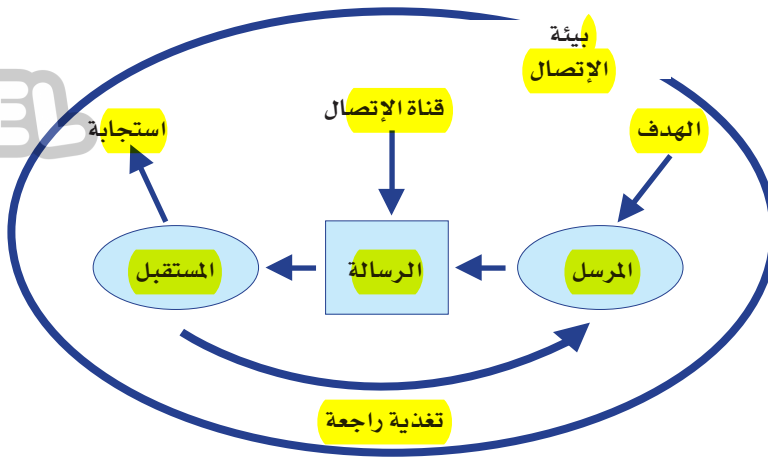 بيئة
الإتصال
الهدف
قناة الإتصال
استجابة
المرسل
الرسالة
المستقبل
تغذية راجعة